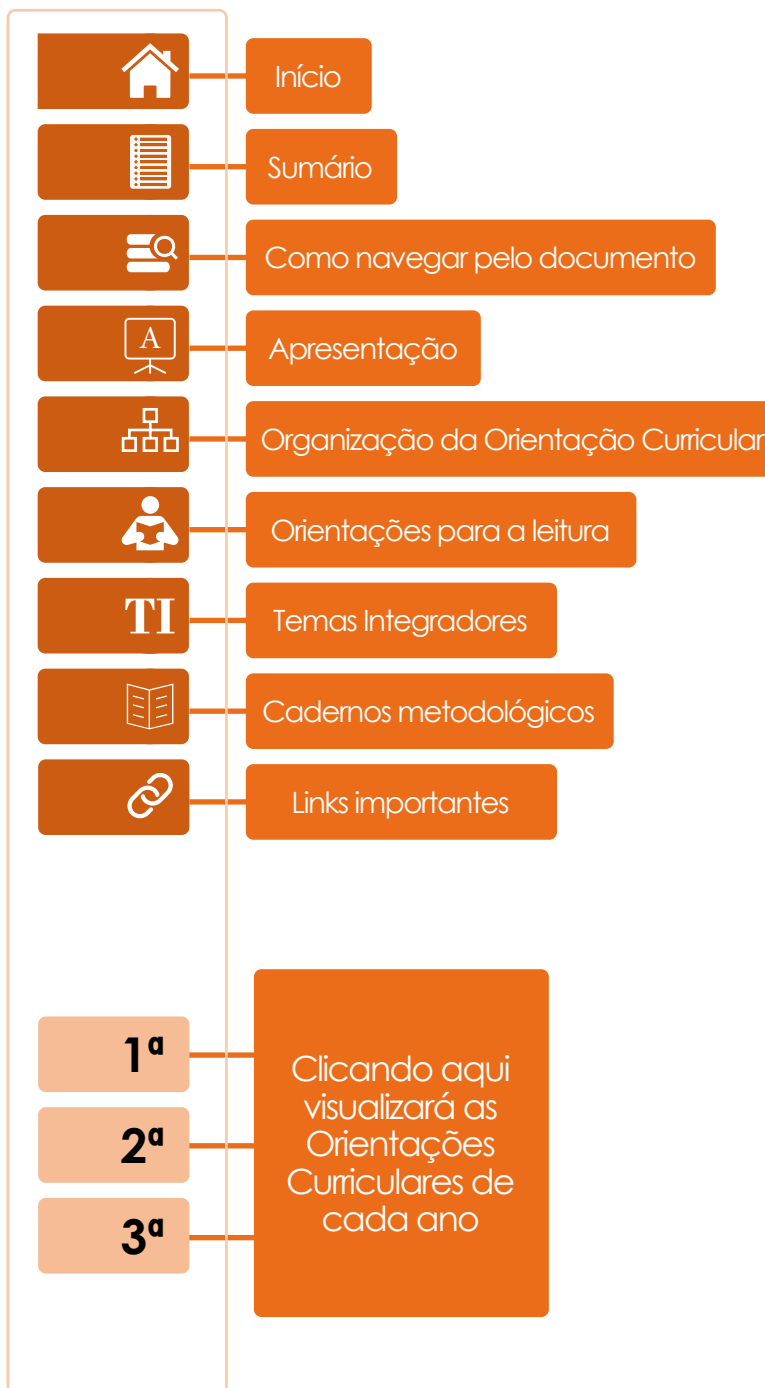 Início
Sumário
Como navegar pelo documento
A
Apresentação
Organização da Orientação Curricular
Orientações para a leitura
TI
Temas Integradores
Cadernos metodológicos
Links importantes
1ª
2ª
3ª
Clicando aqui
visualizará as
Orientações
Curriculares de
cada ano